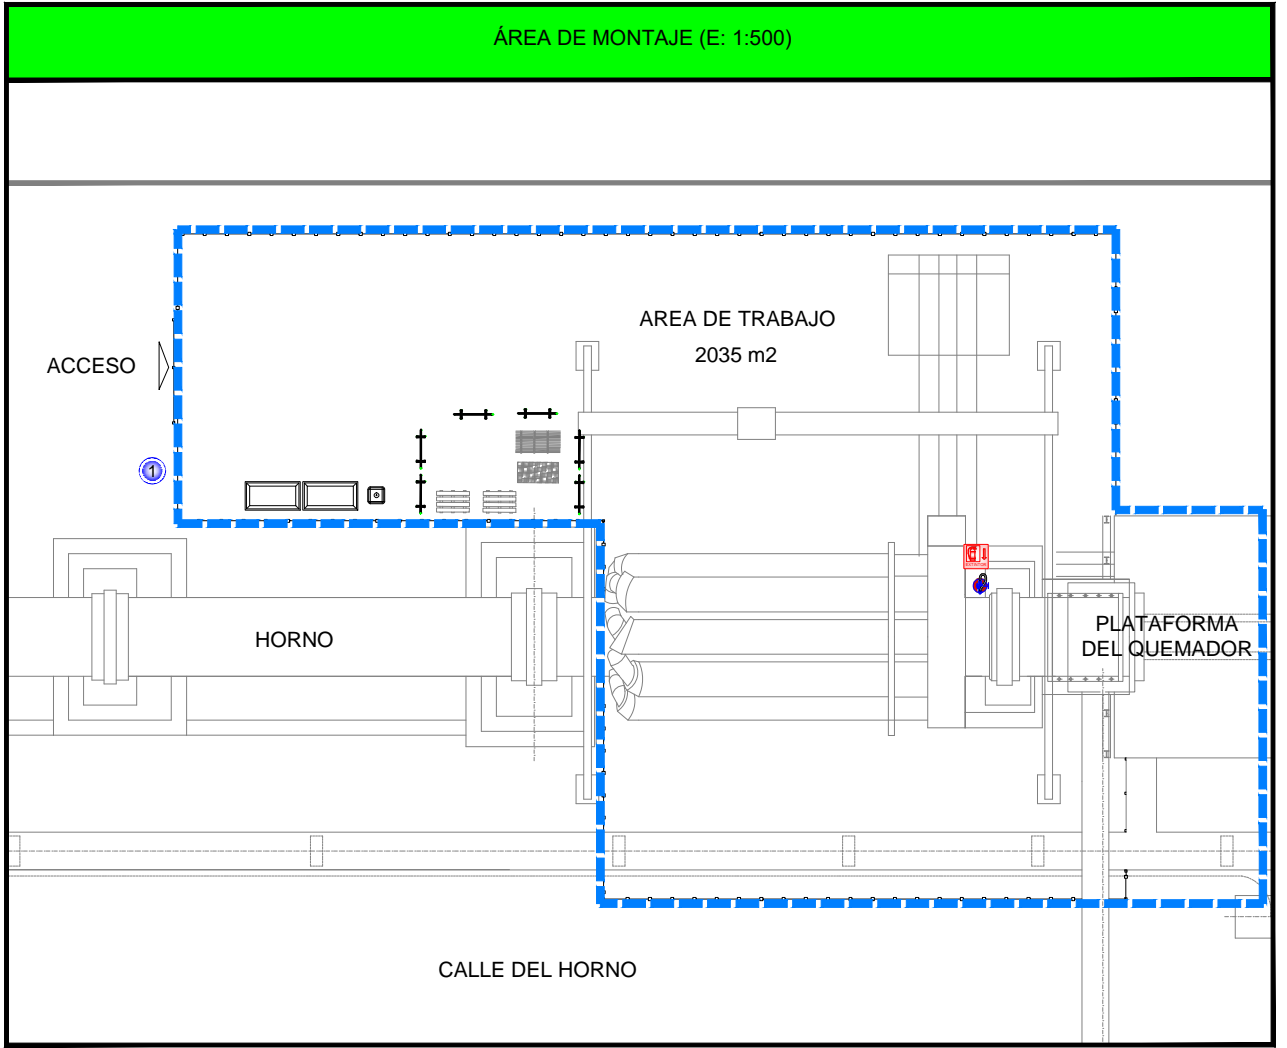 ÁREA DE MONTAJE (E: 1:500)
AREA DE TRABAJO
2035 m2
ACCESO
1
EXTINTOR
HORNO
PLATAFORMA
DEL QUEMADOR
CALLE DEL HORNO